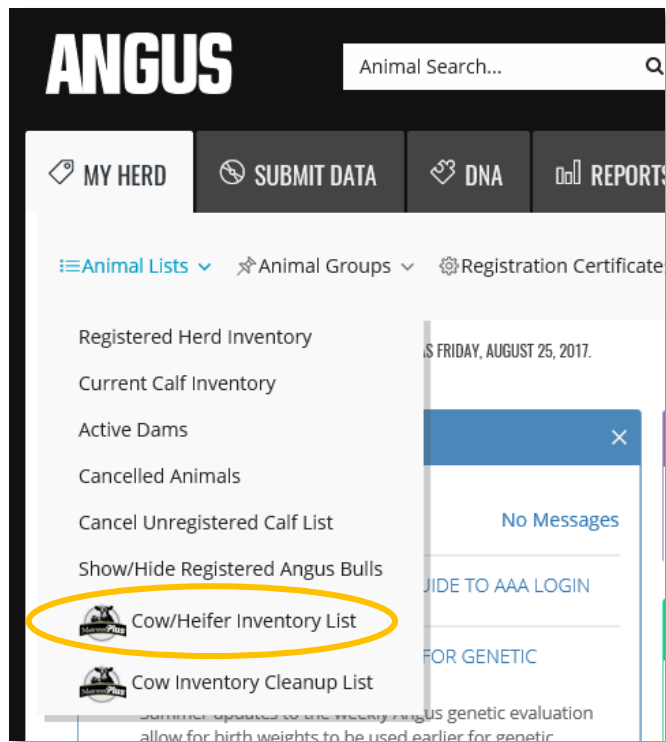 ANGUS
Animal Search...
MY HERD
SUBMIT DATA
DNA
REPORTS
Animal Lists
Animal Groups
Registration Certificate
Registered Herd Inventory
AS FRIDAY, AUGUST 25, 2017.
Current Calf Inventory
Active Dams
Cancelled Animals
Cancel Unregistered Calf List
No Messages
Show/Hide Registered Angus Bulls
UIDE TO AAA LOGIN
Cow/Heifer Inventory List
FOR GENETIC
Cow Inventory Cleanup List
Summer updates to the weekly Angus genetic evaluation
allow for birth weights to be used earlier for genetic